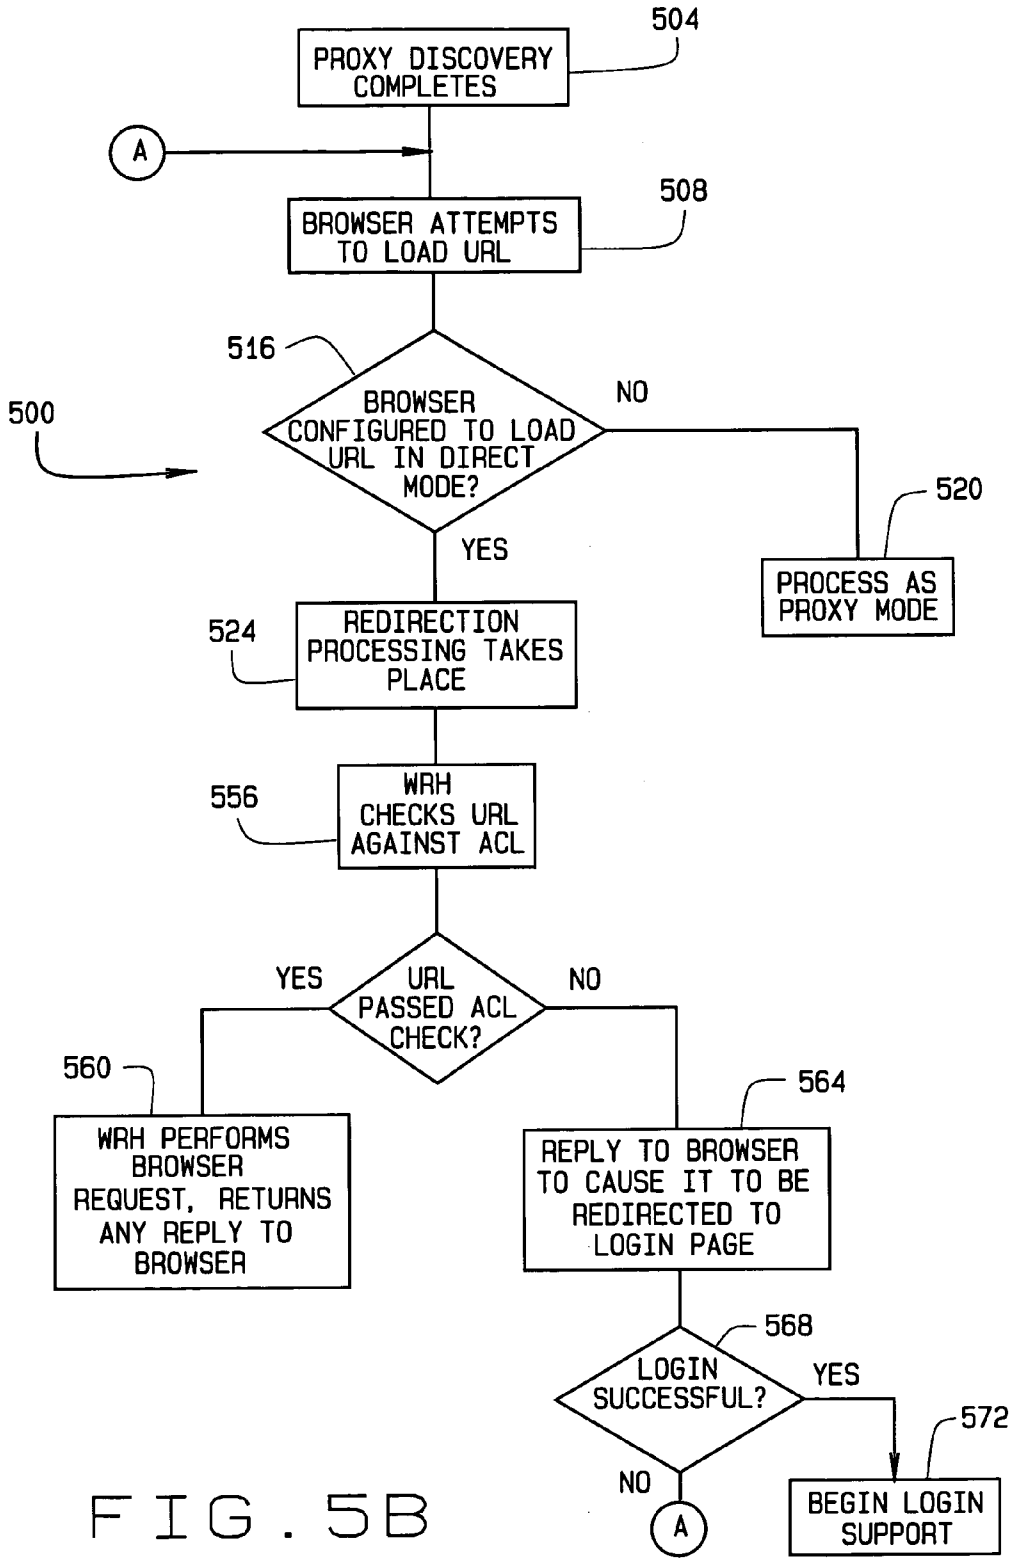 504
PROXY DISCOVERY
COMPLETES
A
508
BROWSER ATTEMPTS
TO LOAD URL
516
BROWSER
CONFIGURED TO LOAD
URL IN DIRECT
MODE?
NO
500
520
YES
PROCESS AS
PROXY MODE
524
REDIRECTION
PROCESSING TAKES
PLACE
556
WRH
CHECKS URL
AGAINST ACL
YES
URL
PASSED ACL
CHECK?
NO
560
WRH PERFORMS
BROWSER
REQUEST, RETURNS
ANY REPLY TO
BROWSER
564
REPLY TO BROWSER
TO CAUSE IT TO BE
REDIRECTED TO
LOGIN PAGE
568
LOGIN
SUCCESSFUL?
YES
572
NO
A
BEGIN LOGIN
SUPPORT
FIG. 5B